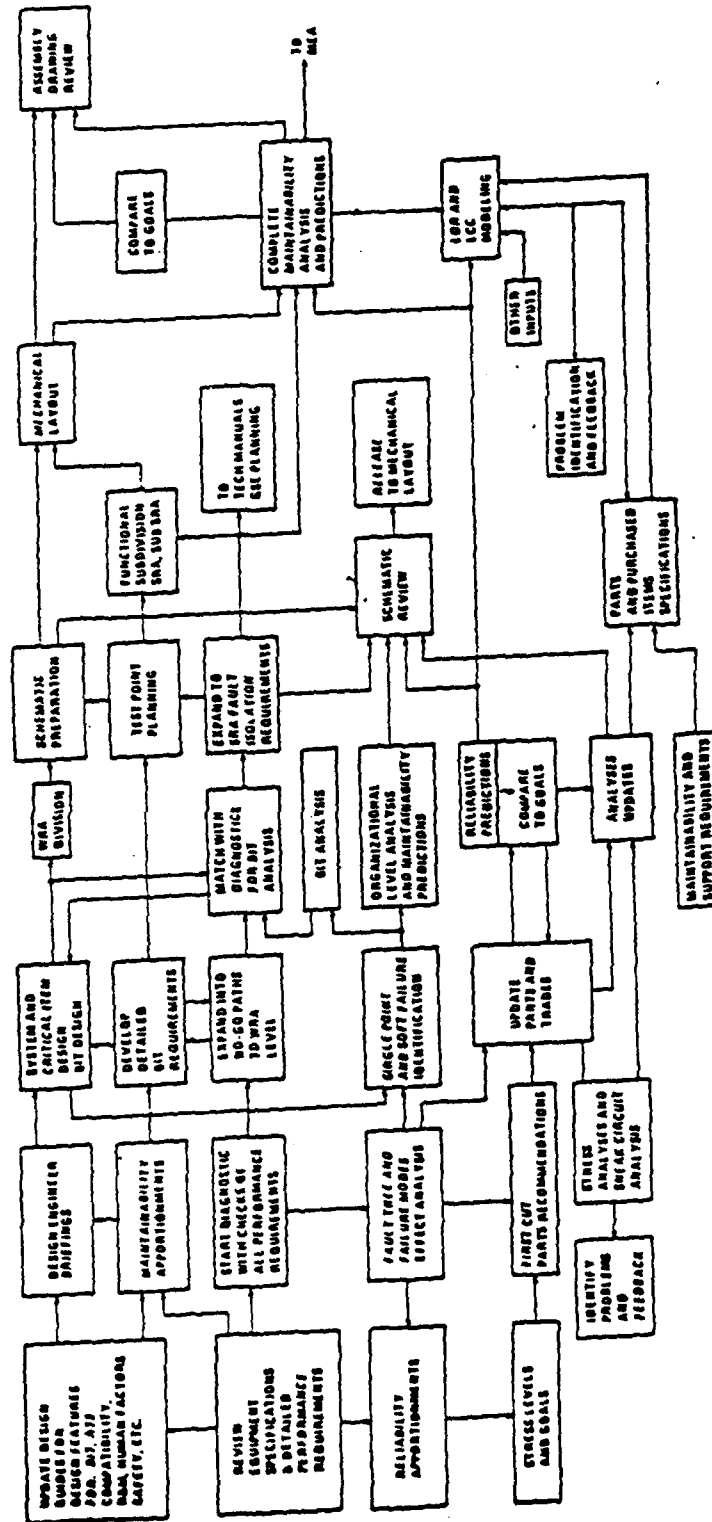 UPDATE DESIGN
GUIDES FOR
DESIGN FEATURES
FOR: BIT, ATE
COMPATIBILITY,
R&M, HUMAN FACTORS
SAFETY, ETC.
REVIEW
EQUIPMENT
SPECIFICATIONS
& DETAILED
PERFORMANCE
REQUIREMENTS
RELIABILITY
APPORTIONMENTS
STRESS LEVELS
AND GOALS
DESIGN ENGINEER
BRIEFINGS
MAINTAINABILITY
APPORTIONMENTS
START DIAGNOSTIC
WITH CHECKS OF
ALL PERFORMANCE
REQUIREMENTS
FAULT TREE AND
FAILURE MODES
EFFECT ANALYSIS
FIRST CUT
PARTS RECOMMENDATIONS
IDENTIFY
PROBLEMS
AND
FEEDBACK
SYSTEM AND
CRITICAL ITEM
DESIGN
BIT DESIGN
DEVELOP
DETAILED
BIT
REQUIREMENTS
EXPAND INTO
NO-GO PATHS
TO WRA
LEVEL
SINGLE POINT
AND SOFT FAILURE
IDENTIFICATION
UPDATE
PARTS AND
TRADES
STRESS
ANALYSES AND
SNEAK CIRCUIT
ANALYSIS
WRA
DIVISION
MATCH WITH
DIAGNOSTIC
FOR BIT
ANALYSIS
BIT ANALYSIS
ORGANIZATIONAL
LEVEL ANALYSIS
AND MAINTAINABILITY
PREDICTIONS
RELIABILITY
PREDICTIONS
COMPARE
TO GOALS
ANALYSES
UPDATES
MAINTAINABILITY AND
SUPPORT REQUIREMENTS
SCHEMATIC
PREPARATION
TEST POINT
PLANNING
EXPAND TO
SRA FAULT
ISOLATION
REQUIREMENTS
SCHEMATIC
REVIEW
PARTS
AND PURCHASED
ITEMS
SPECIFICATIONS
FUNCTIONAL
SUBDIVISION
SRA, SUB SRA
TO
TECH MANUALS
GSE PLANNING
RELEASE
TO MECHANICAL
LAYOUT
PROBLEM
IDENTIFICATION
AND FEEDBACK
MECHANICAL
LAYOUT
OTHER
INPUTS
COMPARE
TO GOALS
COMPLETE
MAINTAINABILITY
ANALYSIS
AND PREDICTIONS
LOR AND
LCC
MODELING
ASSEMBLY
DRAWING
REVIEW
TO
MEA